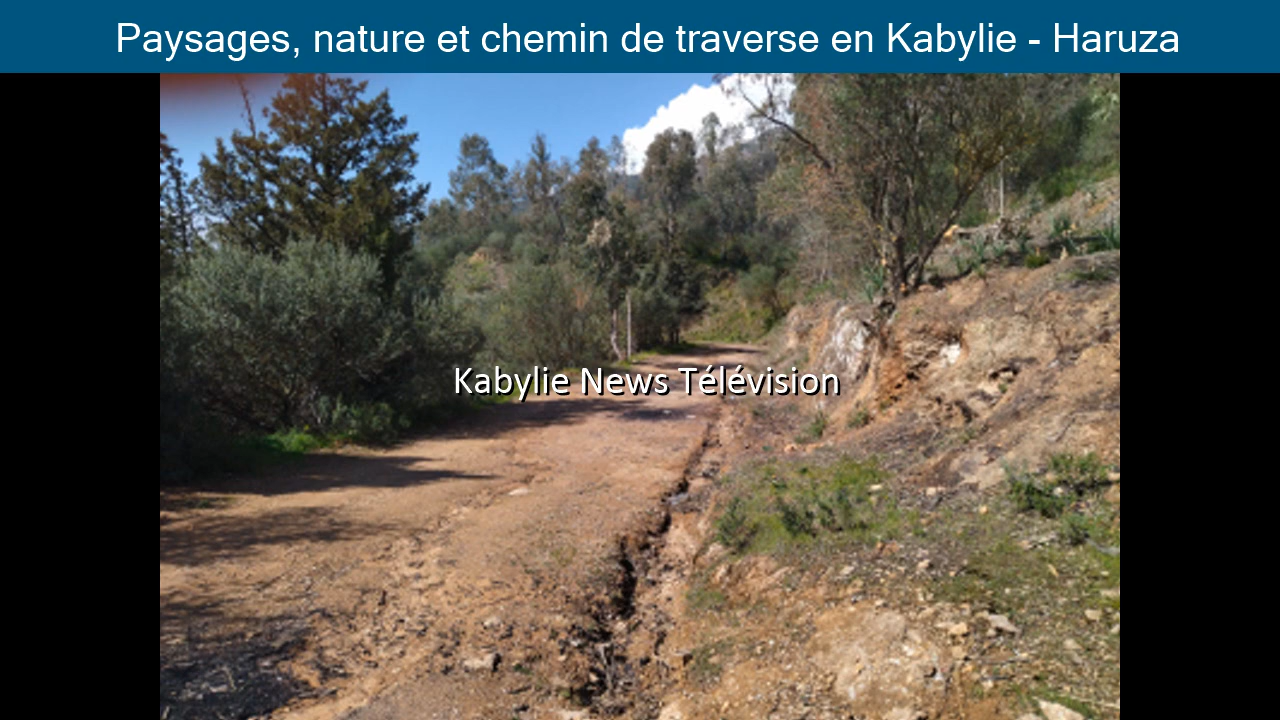 Paysages, nature et chemin de traverse en Kabylie - Haruza
Kabylie News Télévision